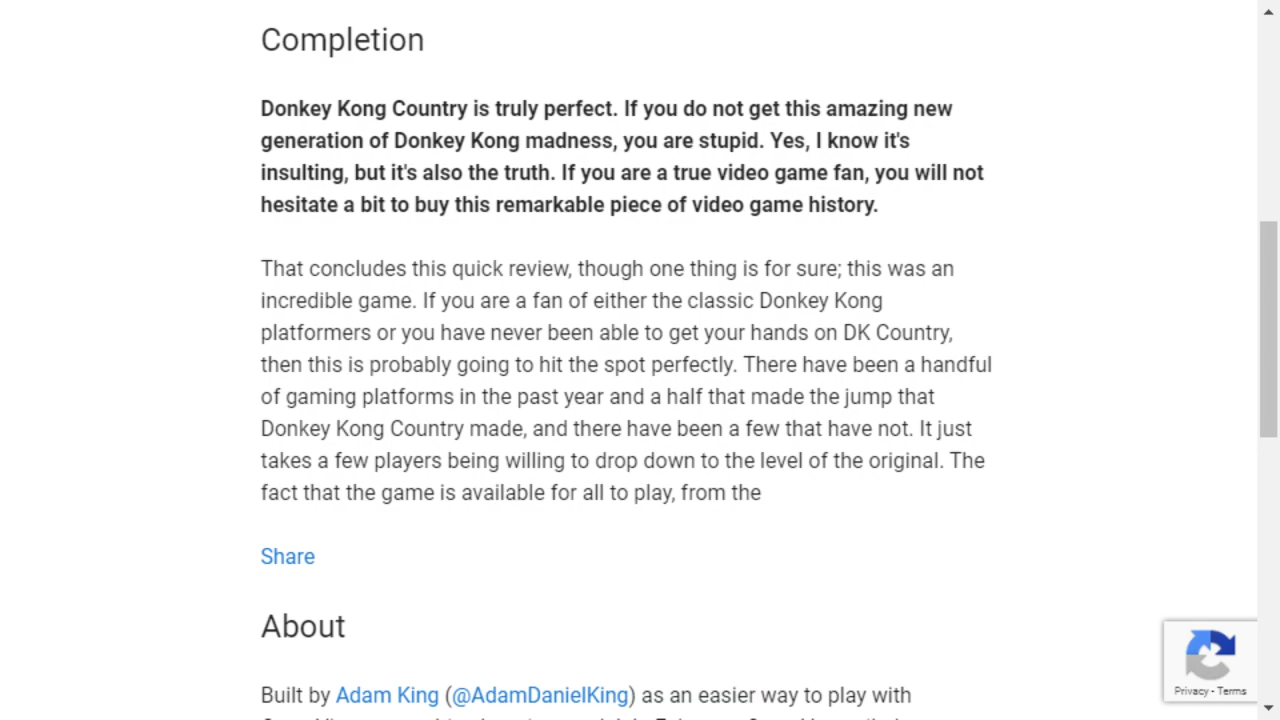 Completion
Donkey Kong Country is truly perfect. If you do not get this amazing new
generation of Donkey Kong madness, you are stupid. Yes, I know it's
insulting, but it's also the truth. If you are a true video game fan, you will not
hesitate a bit to buy this remarkable piece of video game history.
That concludes this quick review, though one thing is for sure; this was an
incredible game. If you are a fan of either the classic Donkey Kong
platformers or you have never been able to get your hands on DK Country,
then this is probably going to hit the spot perfectly. There have been a handful
of gaming platforms in the past year and a half that made the jump that
Donkey Kong Country made, and there have been a few that have not. It just
takes a few players being willing to drop down to the level of the original. The
fact that the game is available for all to play, from the
Share
About
Built by Adam King (@AdamDanielKing) as an easier way to play with
Privacy - Terms